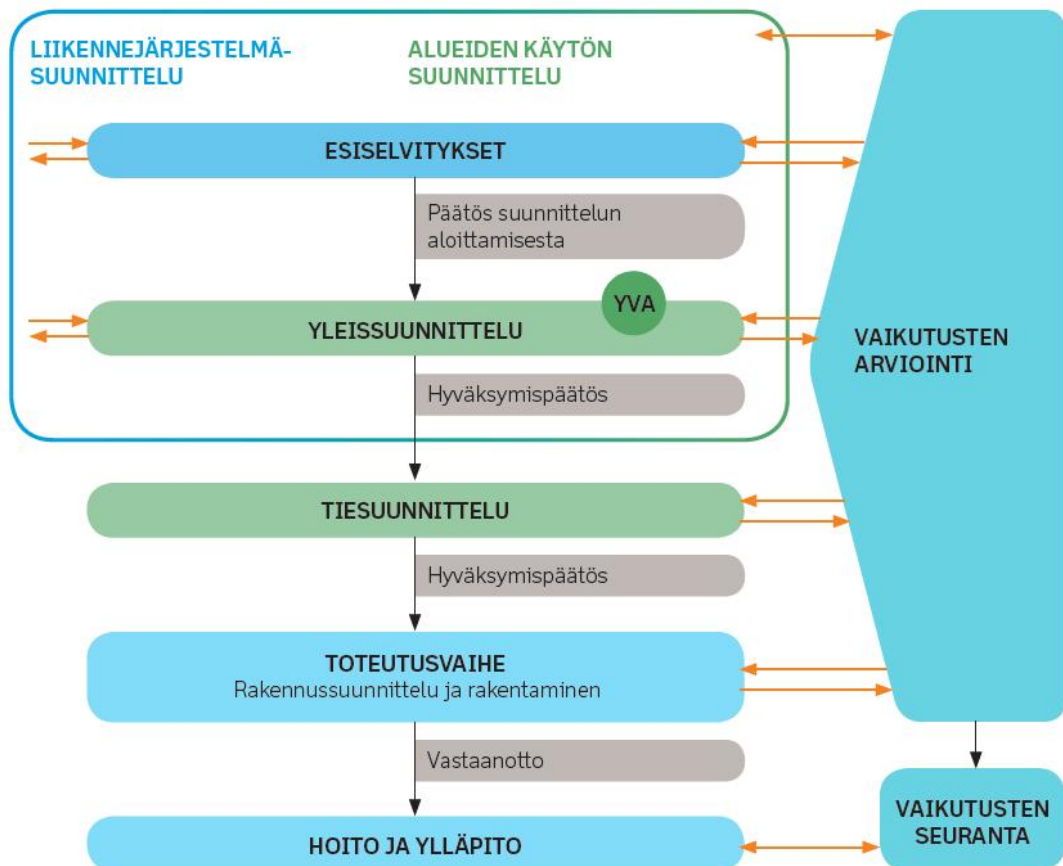 LIIKENNEJÄRJESTELMÄ-
SUUNNITTELU
ALUEIDEN KÄYTÖN
SUUNNITTELU
ESISELVITYKSET
Päätös suunnittelun
aloittamisesta
YVA
YLEISSUUNNITTELU
Hyväksymispäätös
VAIKUTUSTEN
ARVIOINTI
TIESUUNNITTELU
Hyväksymispäätös
TOTEUTUSVAIHE
Rakennussuunnittelu ja rakentaminen
Vastaanotto
HOITO JA YLLÄPITO
VAIKUTUSTEN
SEURANTA